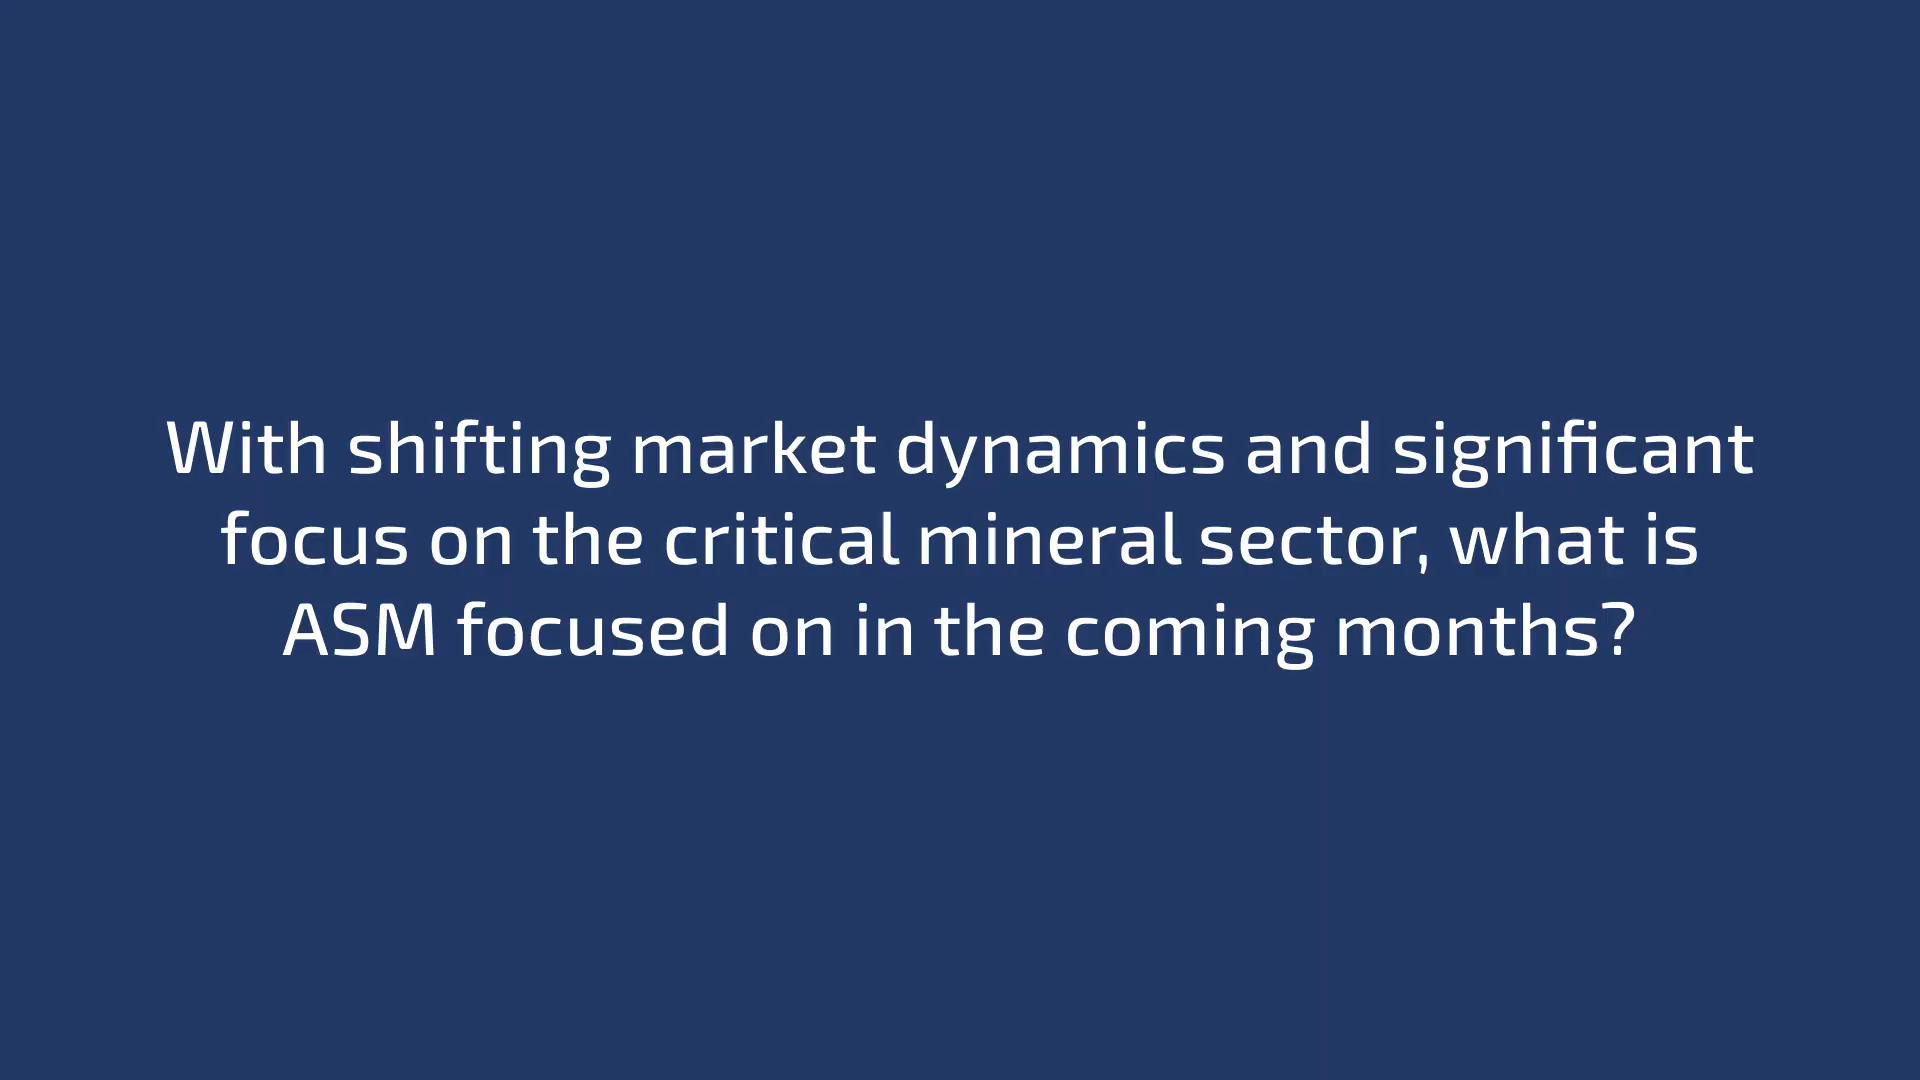 With shifting market dynamics and significant
focus on the critical mineral sector, what is
ASM focused on in the coming months?